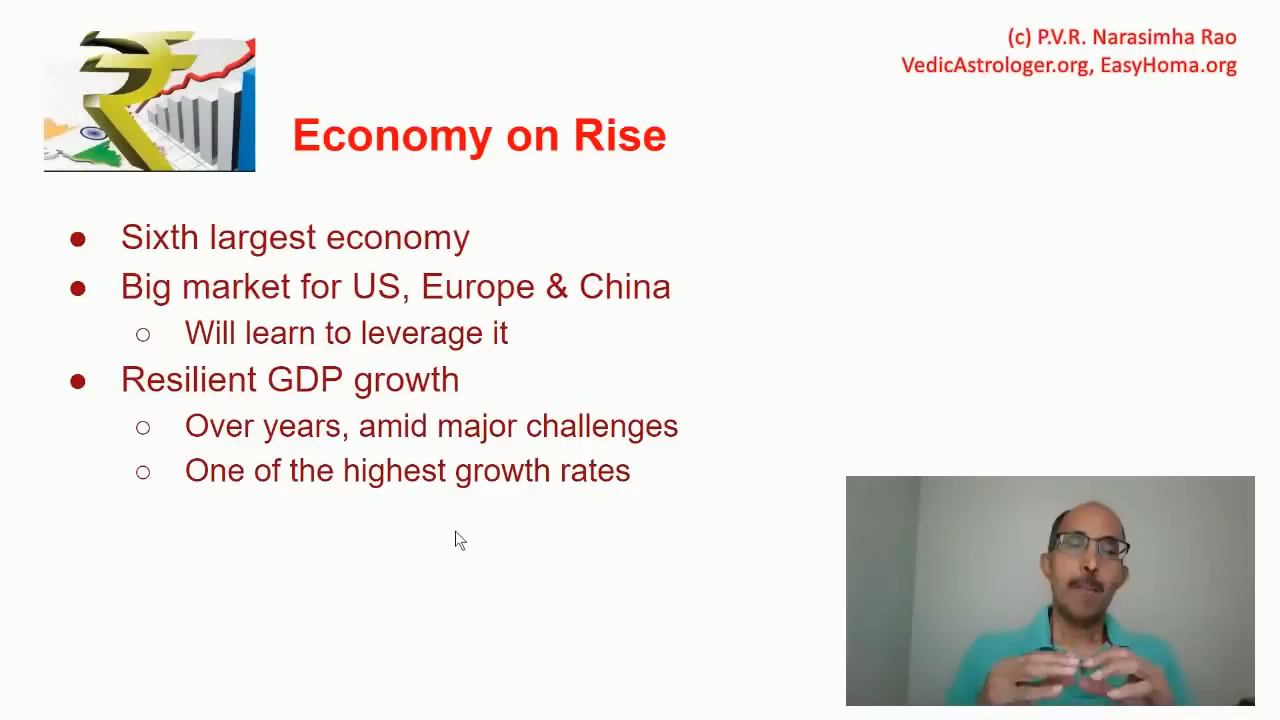 (c) P.V.R. Narasimha Rao
VedicAstrologer.org, EasyHoma.org
Economy on Rise
● Sixth largest economy
● Big market for US, Europe & China
○ Will learn to leverage it
● Resilient GDP growth
○ Over years, amid major challenges
○ One of the highest growth rates